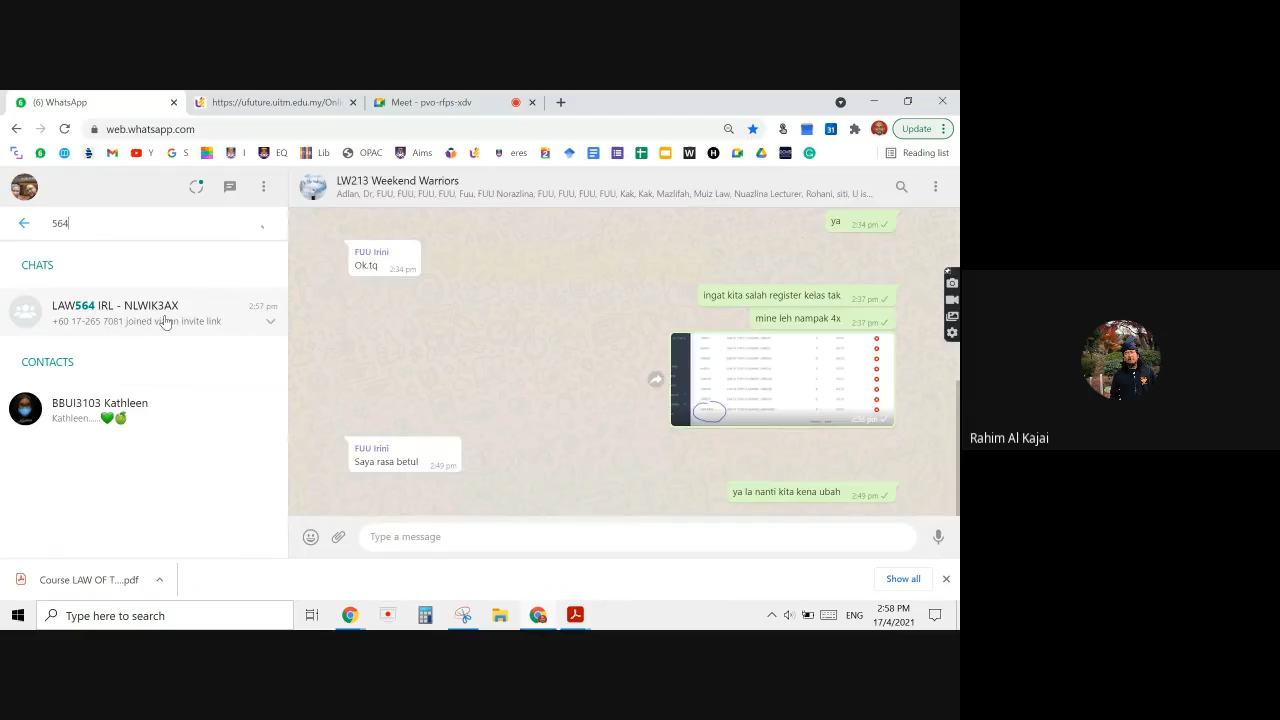 (6) WhatsApp
https://ufuture.uitm.edu.my/Onli
Meet - pvo-rfps-xdv
web.whatsapp.com
Update
Y
G S
I
EQ
Lib
OPAC
Aims
eres
Reading list
LW213 Weekend Warriors
Adlan, Dr, FUU, FUU, FUU, FUU, Fuu, FUU Norazlina, FUU, FUU, FUU, FUU, Kak, Kak, Mazlifah, Muiz Law, Nuazlina Lecturer, Rohani, siti, U is...
564
CHATS
LAW564 IRL - NLWIK3AX
2:57 pm
+60 17-265 7081 joined invite link
CONTACTS
BBUI3103 Kathleen
Kathleen.....
ya
2:34 pm
FUU Irini
Ok.tq
2:34 pm
ingat kita salah register kelas tak
2:37 pm
mine leh nampak 4x
2:37 pm
FUU Irini
Saya rasa betul
2:49 pm
ya la nanti kita kena ubah
2:49 pm
Type a message
Course LAW OF T....pdf
Show all
Type here to search
ENG
2:58 PM
17/4/2021
Rahim Al Kajai